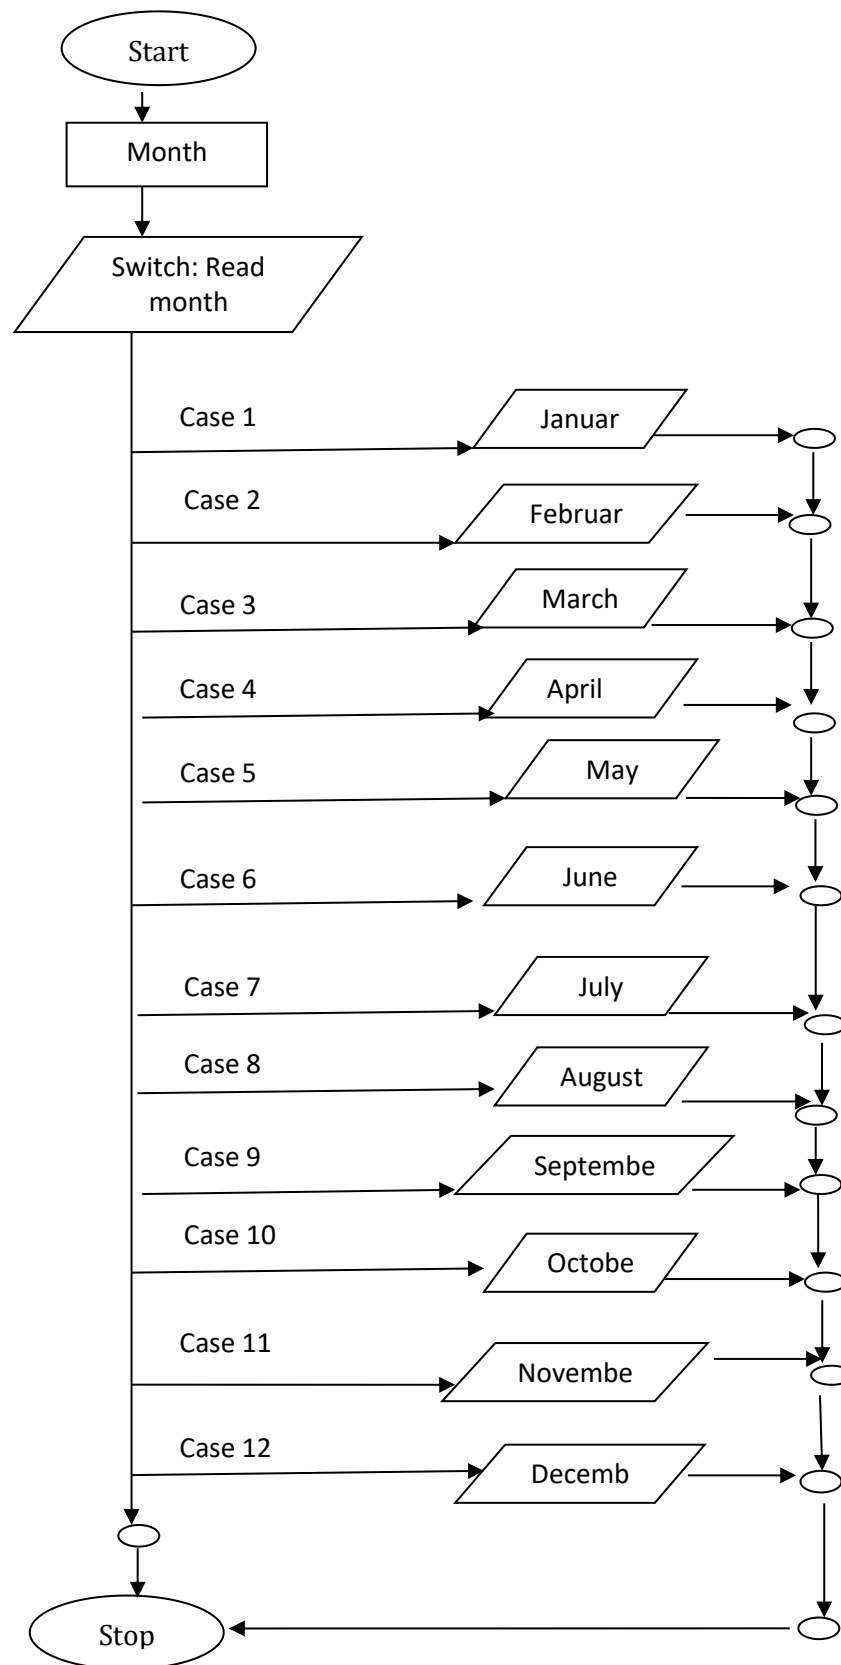 Start
Month
Switch: Read
month
Case 1
Januar
Case 2
Februar
Case 3
March
Case 4
April
Case 5
May
Case 6
June
Case 7
July
Case 8
August
Case 9
Septembe
Case 10
Octobe
Case 11
Novembe
Case 12
Decemb
Stop